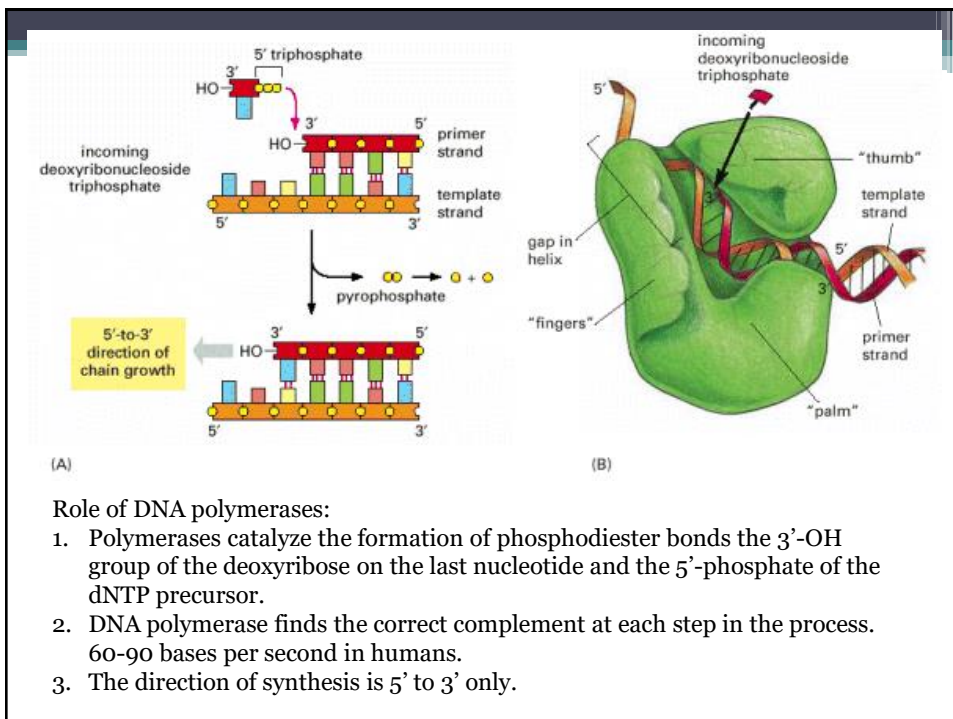 5′ triphosphate
3′
HO
3′
5′
HO
primer
strand
incoming
deoxyribonucleoside
triphosphate
template
strand
5′
3′
pyrophosphate
+
5′-to-3′
direction of
chain growth
3′
5′
HO
5′
3′
(A)
incoming
deoxyribonucleoside
triphosphate
5′
"thumb"
template
strand
3′
gap in
helix
5′
3′
"fingers"
primer
strand
"palm"
(B)
Role of DNA polymerases:
1. Polymerases catalyze the formation of phosphodiester bonds the 3’-OH
group of the deoxyribose on the last nucleotide and the 5’-phosphate of the
dNTP precursor.
2. DNA polymerase finds the correct complement at each step in the process.
60-90 bases per second in humans.
3. The direction of synthesis is 5’ to 3’ only.